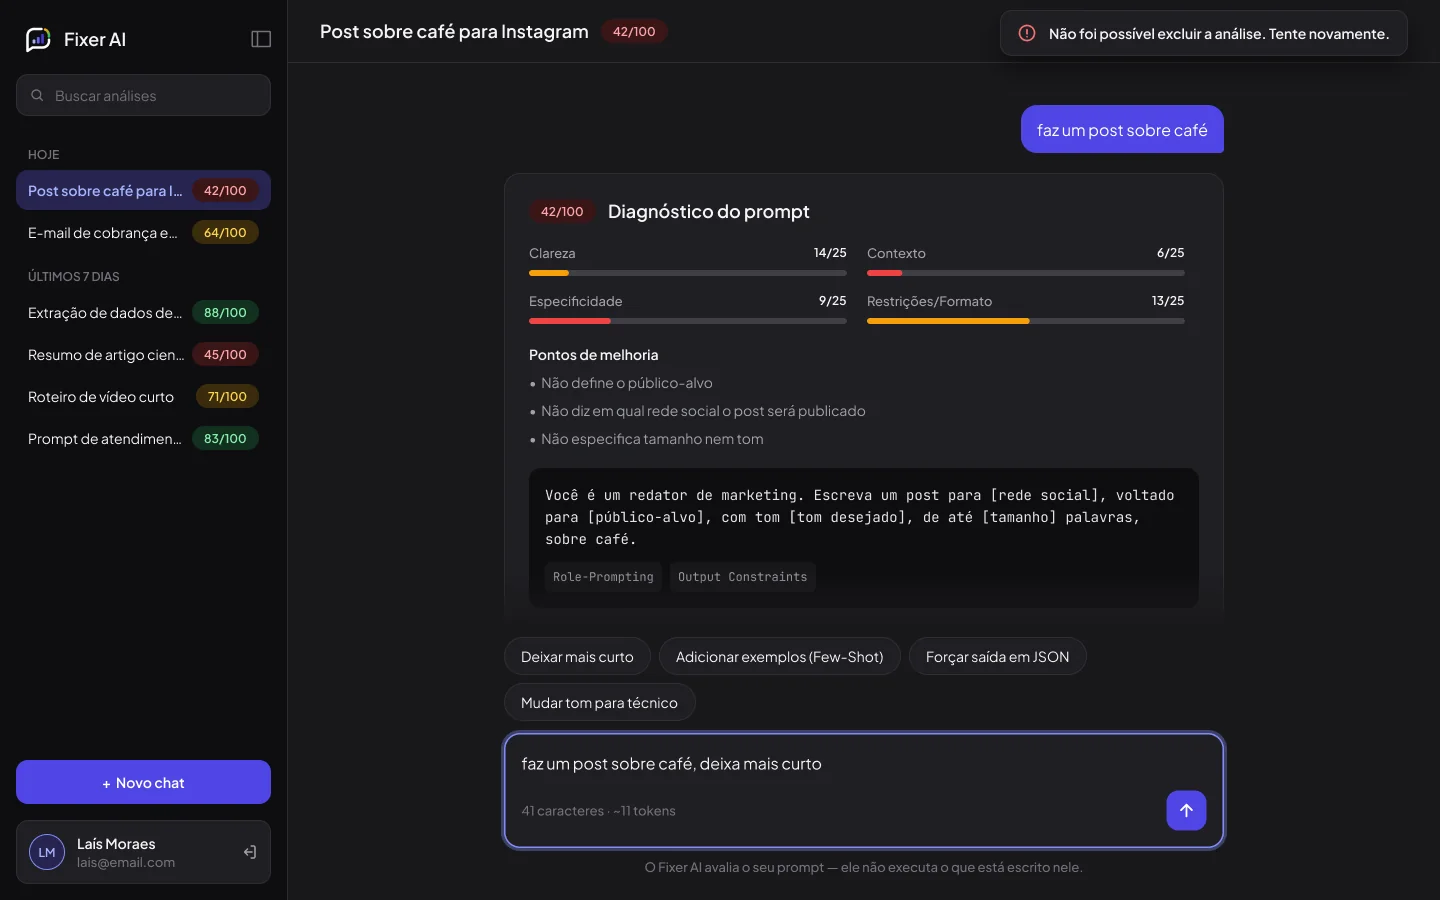 Fixer AI
Buscar análises
HOJE
Post sobre café para I... 42/100
E-mail de cobrança e... 64/100
ÚLTIMOS 7 DIAS
Extração de dados de... 88/100
Resumo de artigo cien... 45/100
Roteiro de vídeo curto 71/100
Prompt de atendimen... 83/100
+ Novo chat
LM
Laís Moraes
lais@email.com
Post sobre café para Instagram 42/100
Não foi possível excluir a análise. Tente novamente.
faz um post sobre café
42/100 Diagnóstico do prompt
Clareza 14/25
Contexto 6/25
Especificidade 9/25
Restrições/Formato 13/25
Pontos de melhoria
• Não define o público-alvo
• Não diz em qual rede social o post será publicado
• Não especifica tamanho nem tom
Você é um redator de marketing. Escreva um post para [rede social], voltado
para [público-alvo], com tom [tom desejado], de até [tamanho] palavras,
sobre café.
Role-Prompting Output Constraints
Deixar mais curto Adicionar exemplos (Few-Shot) Forçar saída em JSON
Mudar tom para técnico
faz um post sobre café, deixa mais curto
41 caracteres · ~11 tokens
O Fixer AI avalia o seu prompt — ele não executa o que está escrito nele.